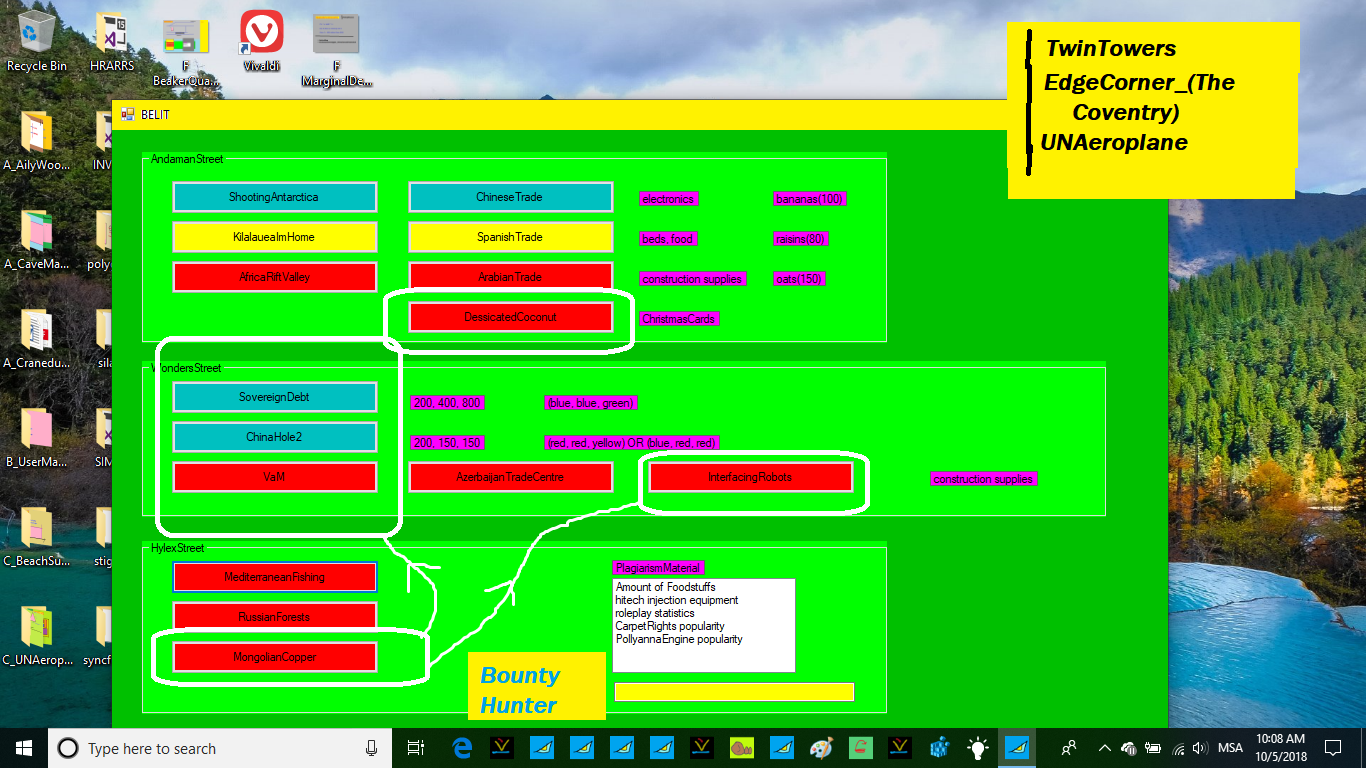 Recycle Bin
HRARRS
F BeakerQua...
Vivaldi
F MarginalDe...
TwinTowers
EdgeCorner_(The
Coventry)
UNAeroplane
BELIT
A_AilyWoo...
A_CaveMa...
A_Cranedu...
B_UserMa...
C_BeachSu...
C_UNAerop...
INW
poly
sila
SIM
stig
syncf
AndamanStreet
ShootingAntarctica
ChineseTrade
electronics
bananas(100)
KilalaueaImHome
SpanishTrade
beds, food
raisins(80)
AfricaRiftValley
ArabianTrade
construction supplies
oats(150)
DessicatedCoconut
ChristmasCards
WondersStreet
SovereignDebt
200, 400, 800
(blue, blue, green)
ChinaHole2
200, 150, 150
(red, red, yellow) OR (blue, red, red)
VaM
AzerbaijanTradeCentre
InterfacingRobots
construction supplies
HylexStreet
MediterraneanFishing
RussianForests
MongolianCopper
PlagiarismMaterial
Amount of Foodstuffs
hitech injection equipment
roleplay statistics
CarpetRights popularity
PollyannaEngine popularity
Bounty
Hunter
Type here to search
MSA
10:08 AM
10/5/2018